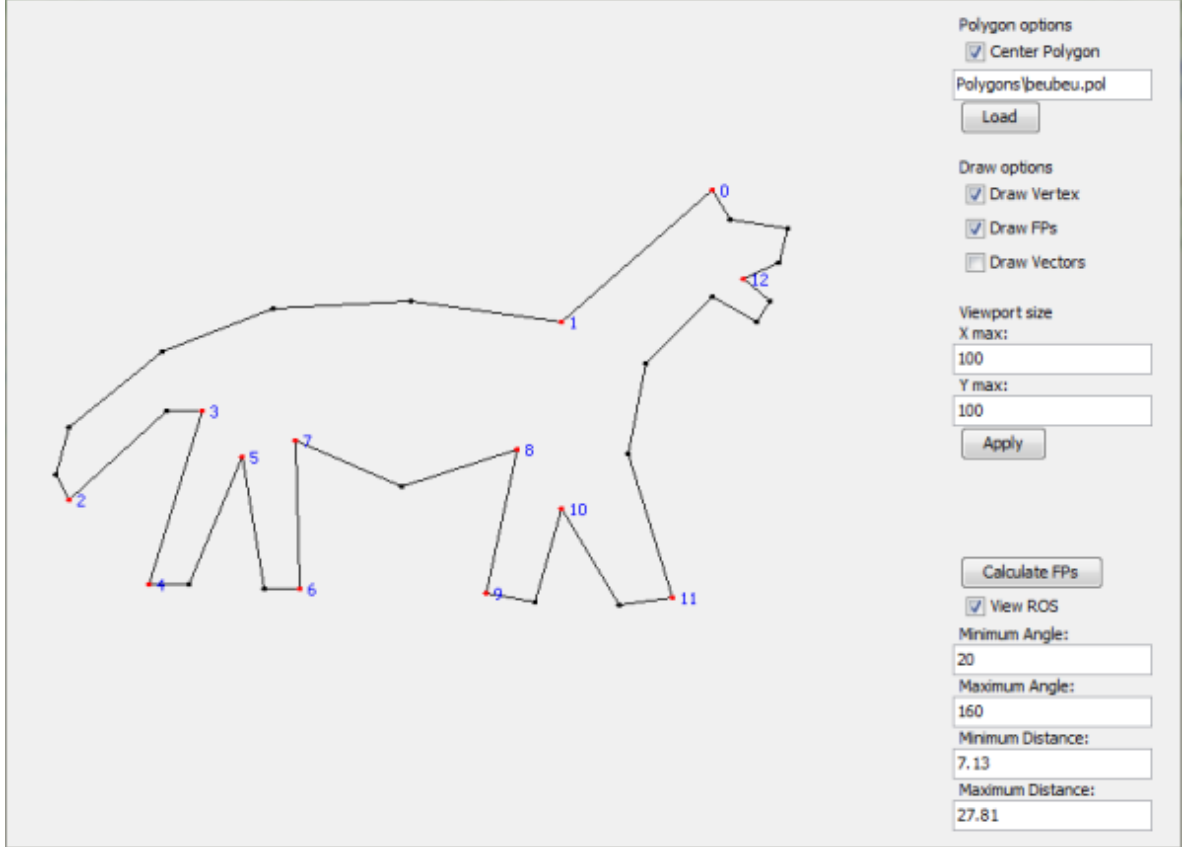 Polygon options
Center Polygon
Polygons\beubeu.pol
Load
Draw options
Draw Vertex
Draw FPs
Draw Vectors
Viewport size
X max:
100
Y max:
100
Apply
Calculate FPs
View ROS
Minimum Angle:
20
Maximum Angle:
160
Minimum Distance:
7.13
Maximum Distance:
27.81
0
12
1
3
7
8
5
2
10
4
6
9
11